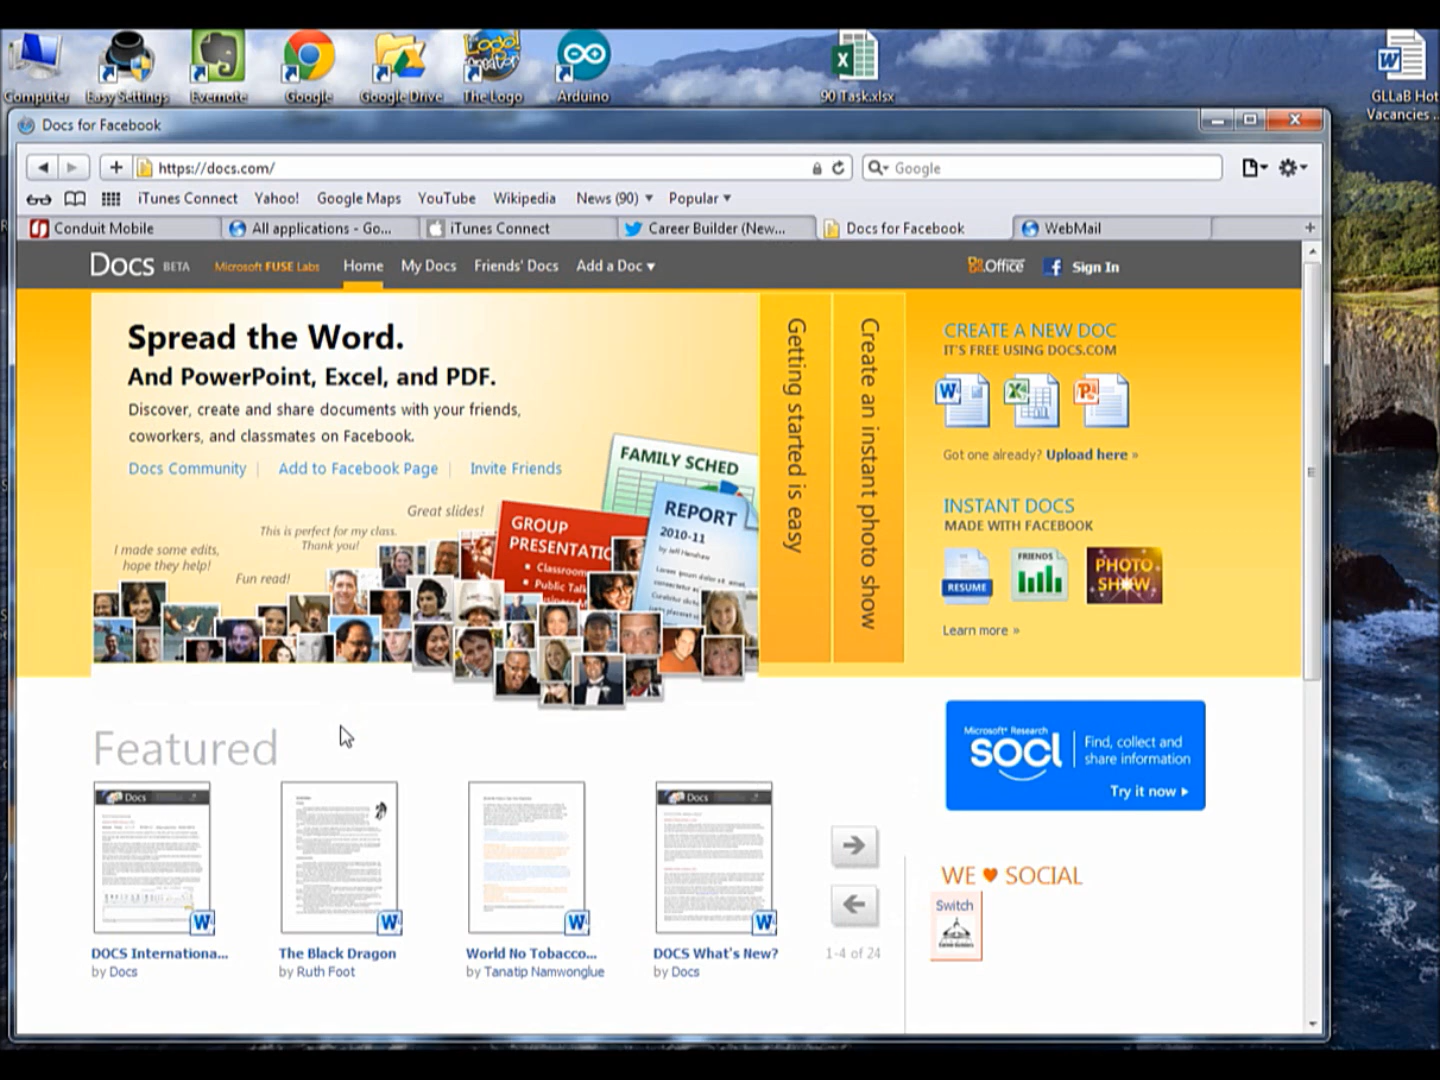 Computer
Easy Settings
Evernote
Google
Google Drive
The Logo
Arduino
90 Task.xlsx
GLLaB Hot
Vacancies ...
Docs for Facebook
https://docs.com/
Google
iTunes Connect
Yahoo!
Google Maps
YouTube
Wikipedia
News (90)
Popular
Conduit Mobile
All applications - Go...
iTunes Connect
Career Builder (New...
Docs for Facebook
WebMail
Docs BETA
Microsoft FUSE Labs
Home
My Docs
Friends' Docs
Add a Doc
Office
Sign In
Spread the Word.
And PowerPoint, Excel, and PDF.
Discover, create and share documents with your friends,
coworkers, and classmates on Facebook.
Docs Community | Add to Facebook Page | Invite Friends
Great slides!
This is perfect for my class.
Thank you!
I made some edits,
hope they help!
Fun read!
FAMILY SCHED
GROUP
PRESENTATIO
Classroom
Public Talk
REPORT
2010-11
Getting started is easy
Create an instant photo show
CREATE A NEW DOC
IT'S FREE USING DOCS.COM
Got one already? Upload here »
INSTANT DOCS
MADE WITH FACEBOOK
RESUME
FRIENDS
PHOTO
SHOW
Learn more »
Microsoft Research
socl
Find, collect and
share information
Try it now
Featured
Docs
Docs
DOCS Internationa...
by Docs
The Black Dragon
by Ruth Foot
World No Tobacco...
by Tanatip Namwonglue
DOCS What's New?
by Docs
1-4 of 24
WE ♥ SOCIAL
Switch